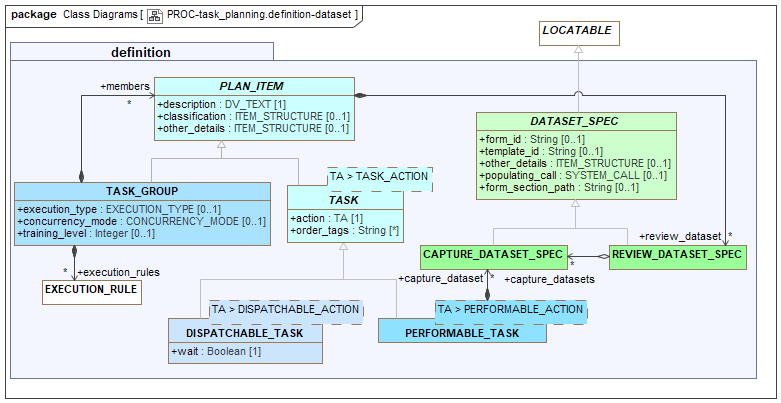 package Class Diagrams [ PROC-task_planning.definition-dataset ]
LOCATABLE
definition
+members
*
PLAN_ITEM
+description : DV_TEXT [1]
+classification : ITEM_STRUCTURE [0..1]
+other_details : ITEM_STRUCTURE [0..1]
DATASET_SPEC
+form_id : String [0..1]
+template_id : String [0..1]
+other_details : ITEM_STRUCTURE [0..1]
+populating_call : SYSTEM_CALL [0..1]
+form_section_path : String [0..1]
TA > TASK_ACTION
TASK_GROUP
+execution_type : EXECUTION_TYPE [0..1]
+concurrency_mode : CONCURRENCY_MODE [0..1]
+training_level : Integer [0..1]
TASK
+action : TA [1]
+order_tags : String [*]
+review_dataset
*
CAPTURE_DATASET_SPEC
REVIEW_DATASET_SPEC
*
+capture_datasets
*
+execution_rules
EXECUTION_RULE
+capture_dataset
*
TA > DISPATCHABLE_ACTION
DISPATCHABLE_TASK
+wait : Boolean [1]
TA > PERFORMABLE_ACTION
PERFORMABLE_TASK